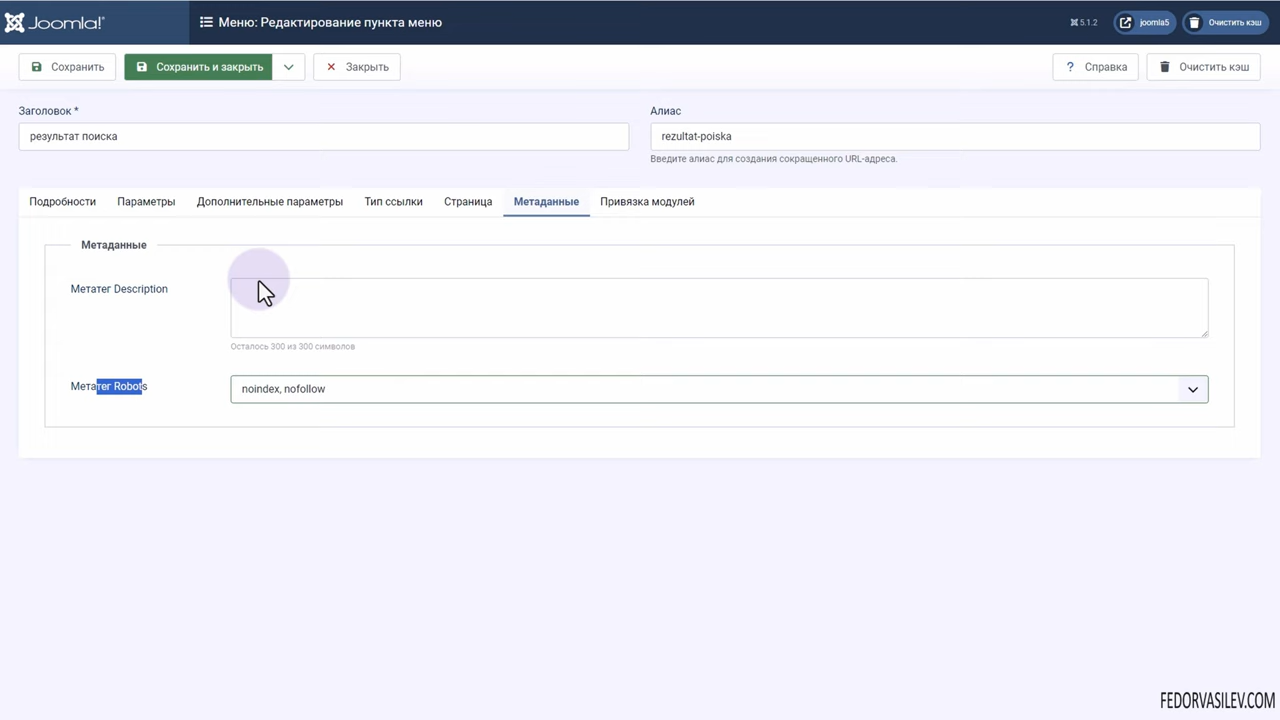 Joomla!
Меню: Редактирование пункта меню
5.1.2
joomla5
Очистить кэш
Сохранить
Сохранить и закрыть
Закрыть
Справка
Очистить кэш
Заголовок *
Алиас
результат поиска
rezultat-poiska
Введите алиас для создания сокращенного URL-адреса.
Подробности
Параметры
Дополнительные параметры
Тип ссылки
Страница
Метаданные
Привязка модулей
Метаданные
Метатег Description
Осталось 300 из 300 символов
Метатег Robots
noindex, nofollow
FEDORVASILEV.COM